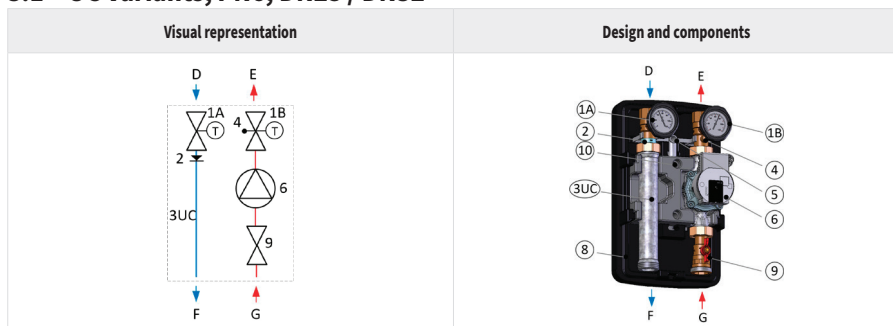 Visual representation
Design and components
D
E
1A
1B
4
T
T
2
6
3UC
9
F
G
D
E
1A
1B
2
10
4
5
3UC
6
8
9
F
G